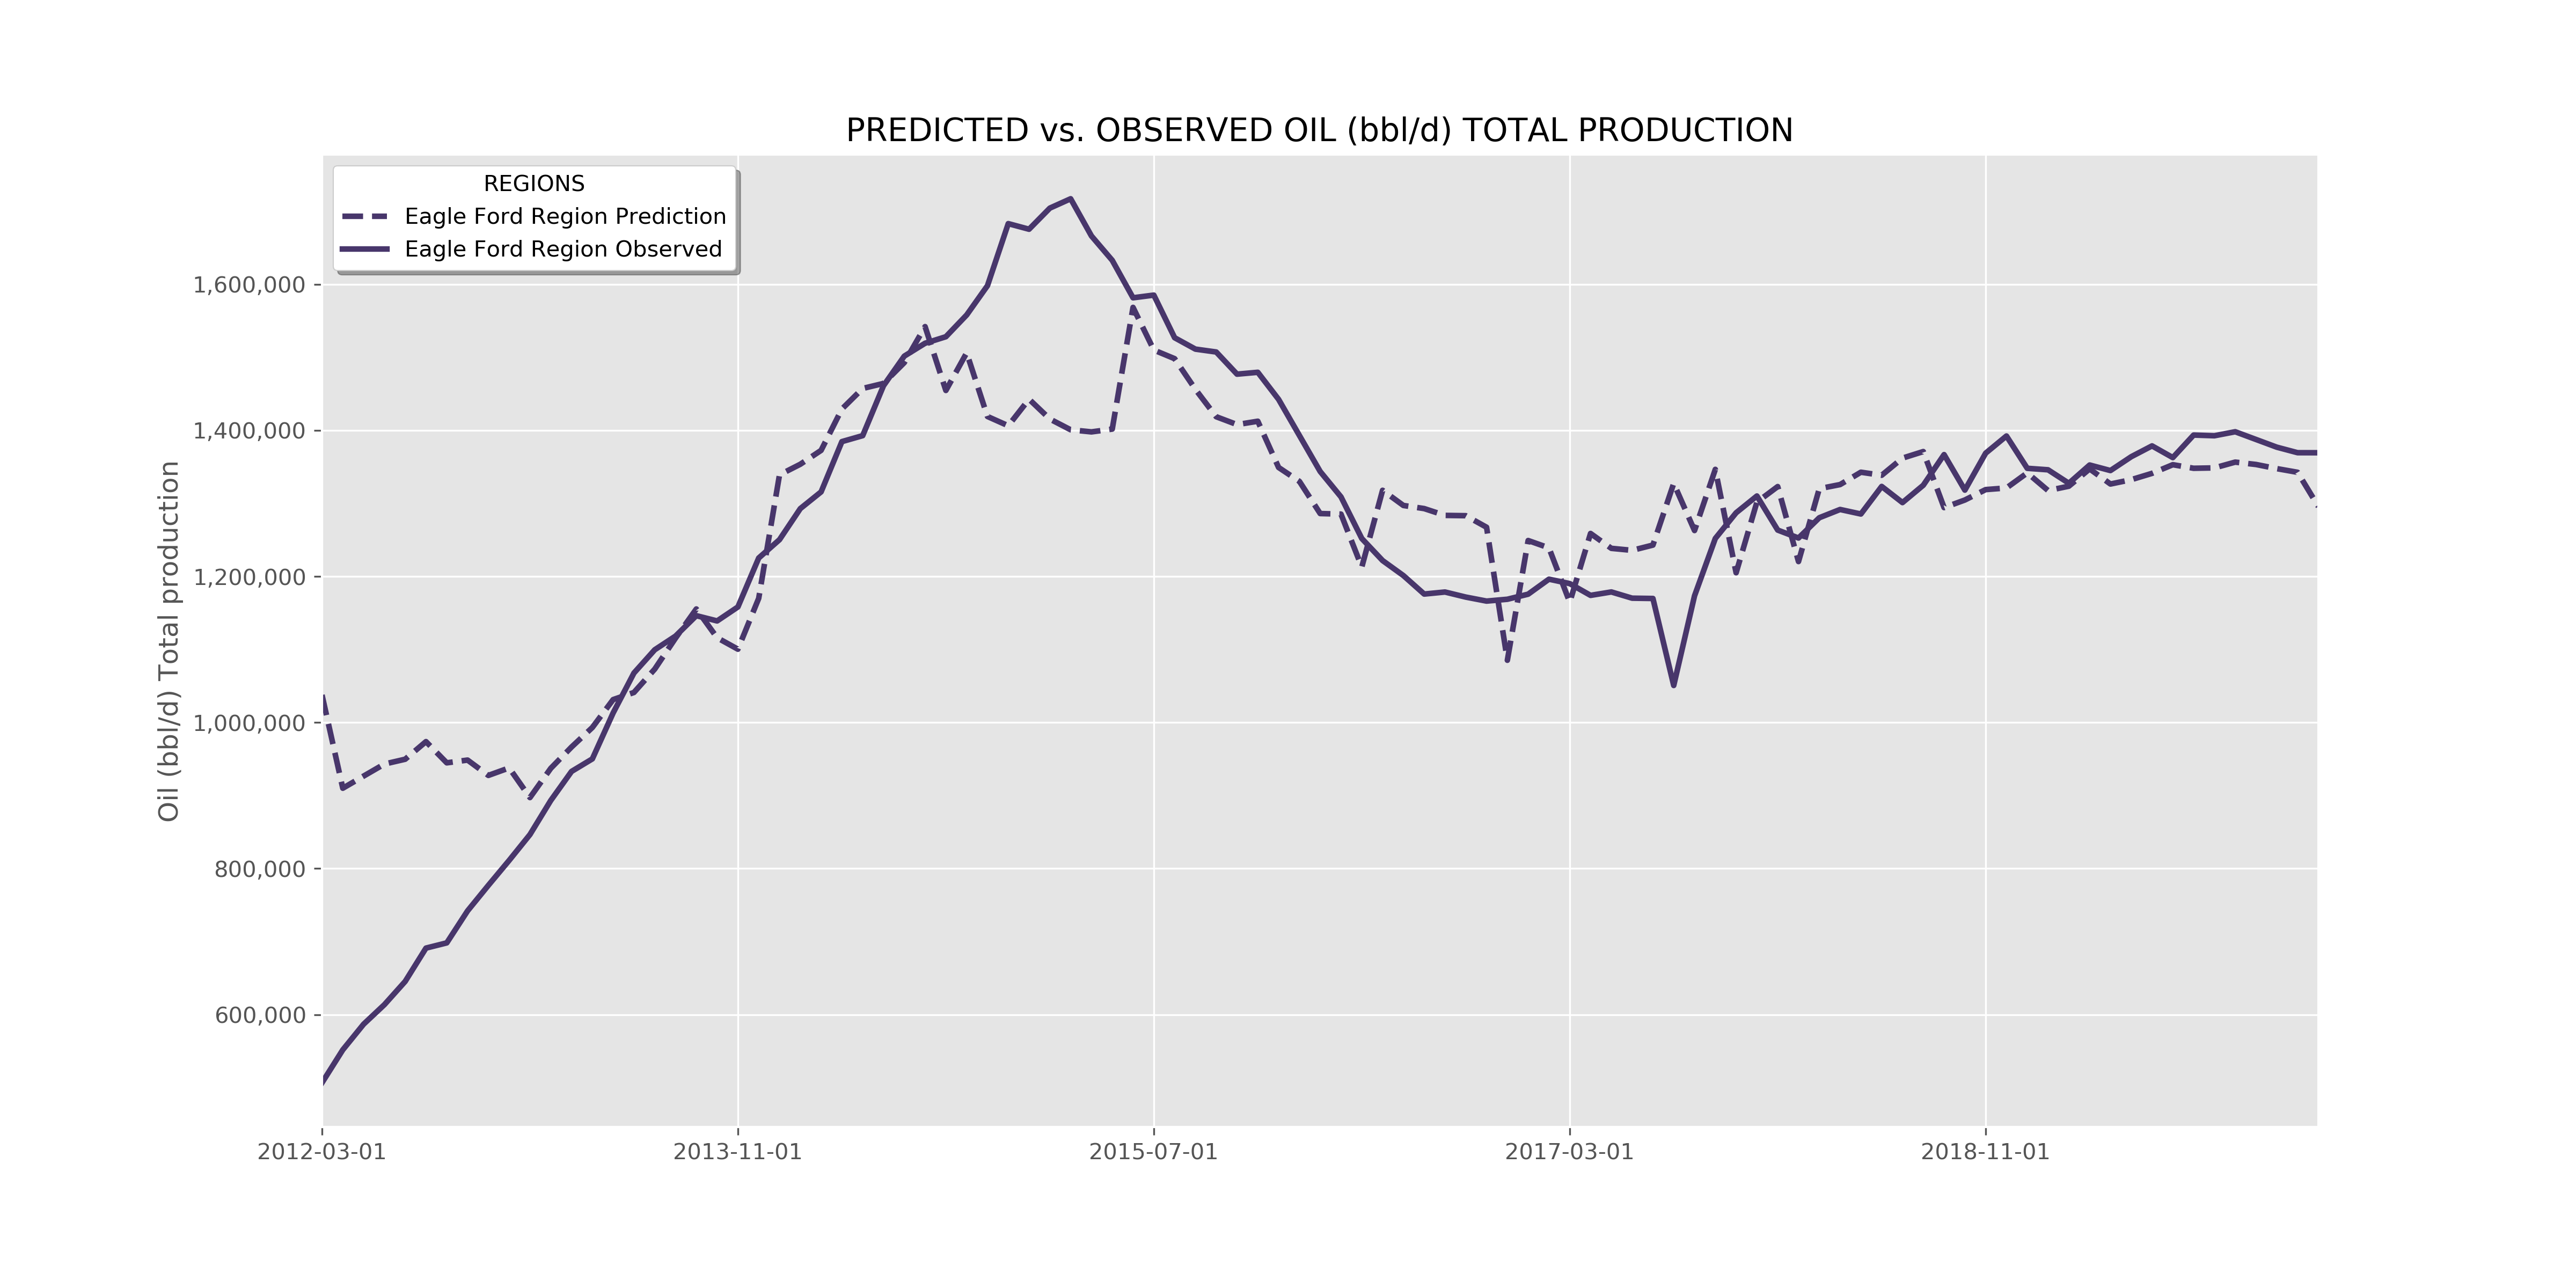 PREDICTED vs. OBSERVED OIL (bbl/d) TOTAL PRODUCTION
REGIONS
Eagle Ford Region Prediction
Eagle Ford Region Observed
Oil (bbl/d) Total production
1,600,000
1,400,000
1,200,000
1,000,000
800,000
600,000
2012-03-01
2013-11-01
2015-07-01
2017-03-01
2018-11-01